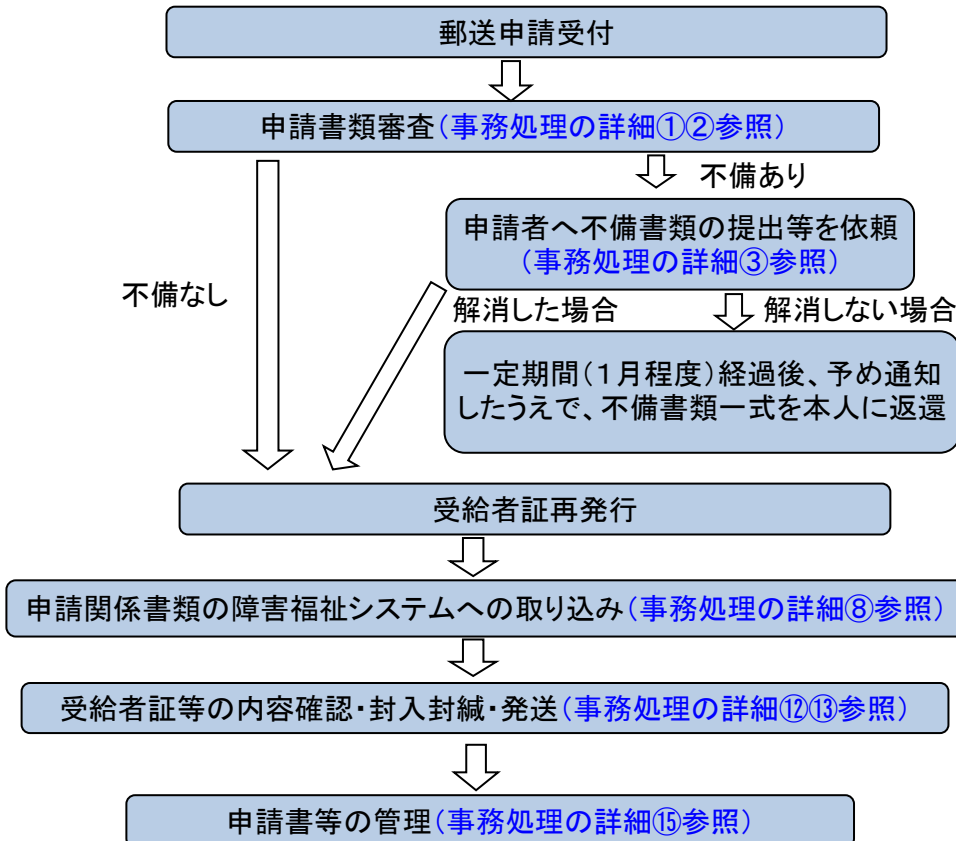 郵送申請受付
申請書類審査(事務処理の詳細①②参照)
不備あり
申請者へ不備書類の提出等を依頼
(事務処理の詳細③参照)
不備なし
解消した場合
解消しない場合
一定期間(1月程度)経過後、予め通知
したうえで、不備書類一式を本人に返還
受給者証再発行
申請関係書類の障害福祉システムへの取り込み(事務処理の詳細⑧参照)
受給者証等の内容確認・封入封緘・発送(事務処理の詳細⑫⑬参照)
申請書等の管理(事務処理の詳細⑮参照)